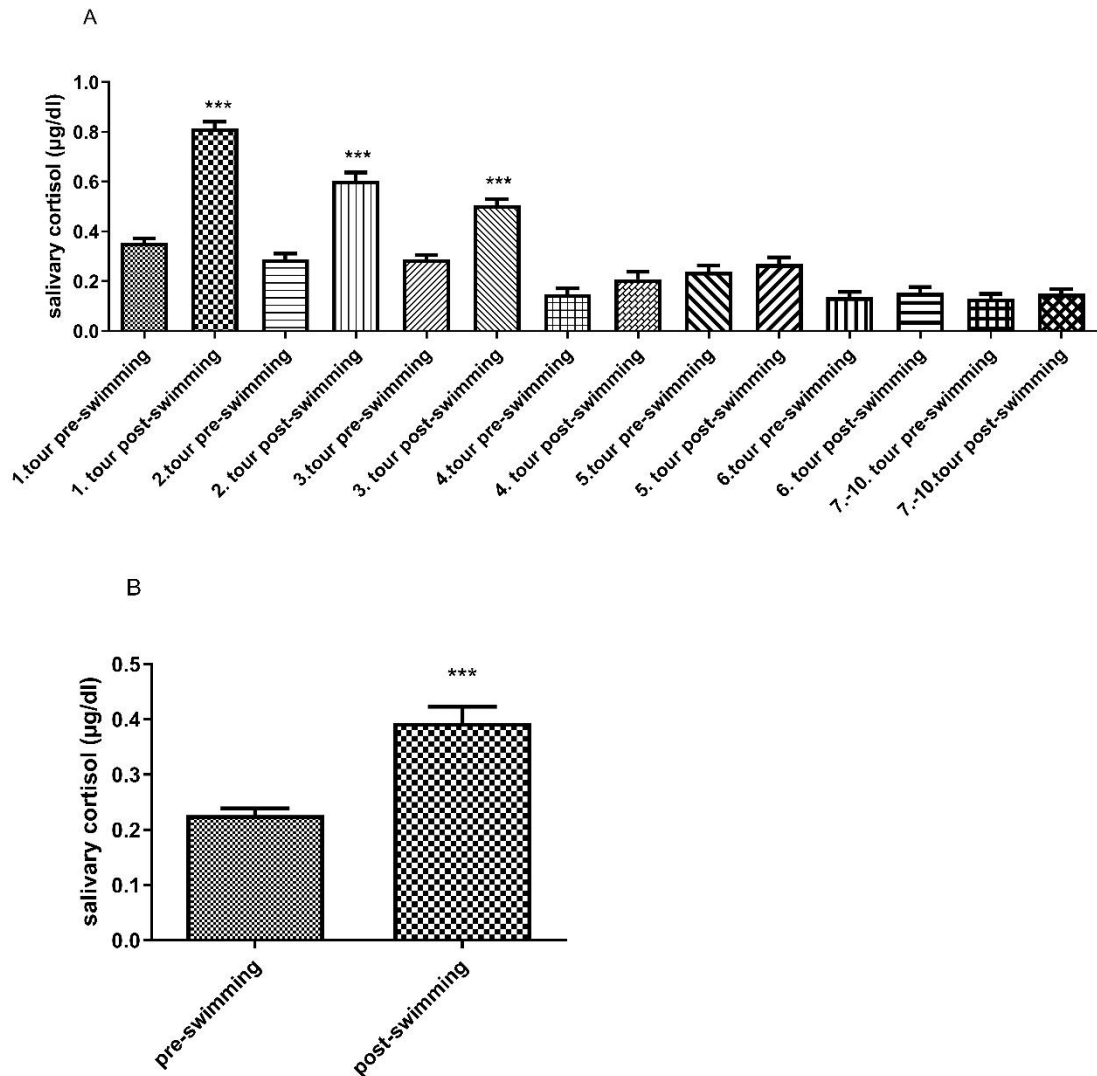 A
salivary cortisol (µg/dl)
1.0
0.8
0.6
0.4
0.2
0.0
***
***
***
1.tour pre-swimming
1. tour post-swimming
2.tour pre-swimming
2. tour post-swimming
3.tour pre-swimming
3. tour post-swimming
4.tour pre-swimming
4. tour post-swimming
5.tour pre-swimming
5. tour post-swimming
6.tour pre-swimming
6. tour post-swimming
7.-10. tour pre-swimming
7.-10.tour post-swimming
B
salivary cortisol (µg/dl)
0.5
0.4
0.3
0.2
0.1
0.0
***
pre-swimming
post-swimming